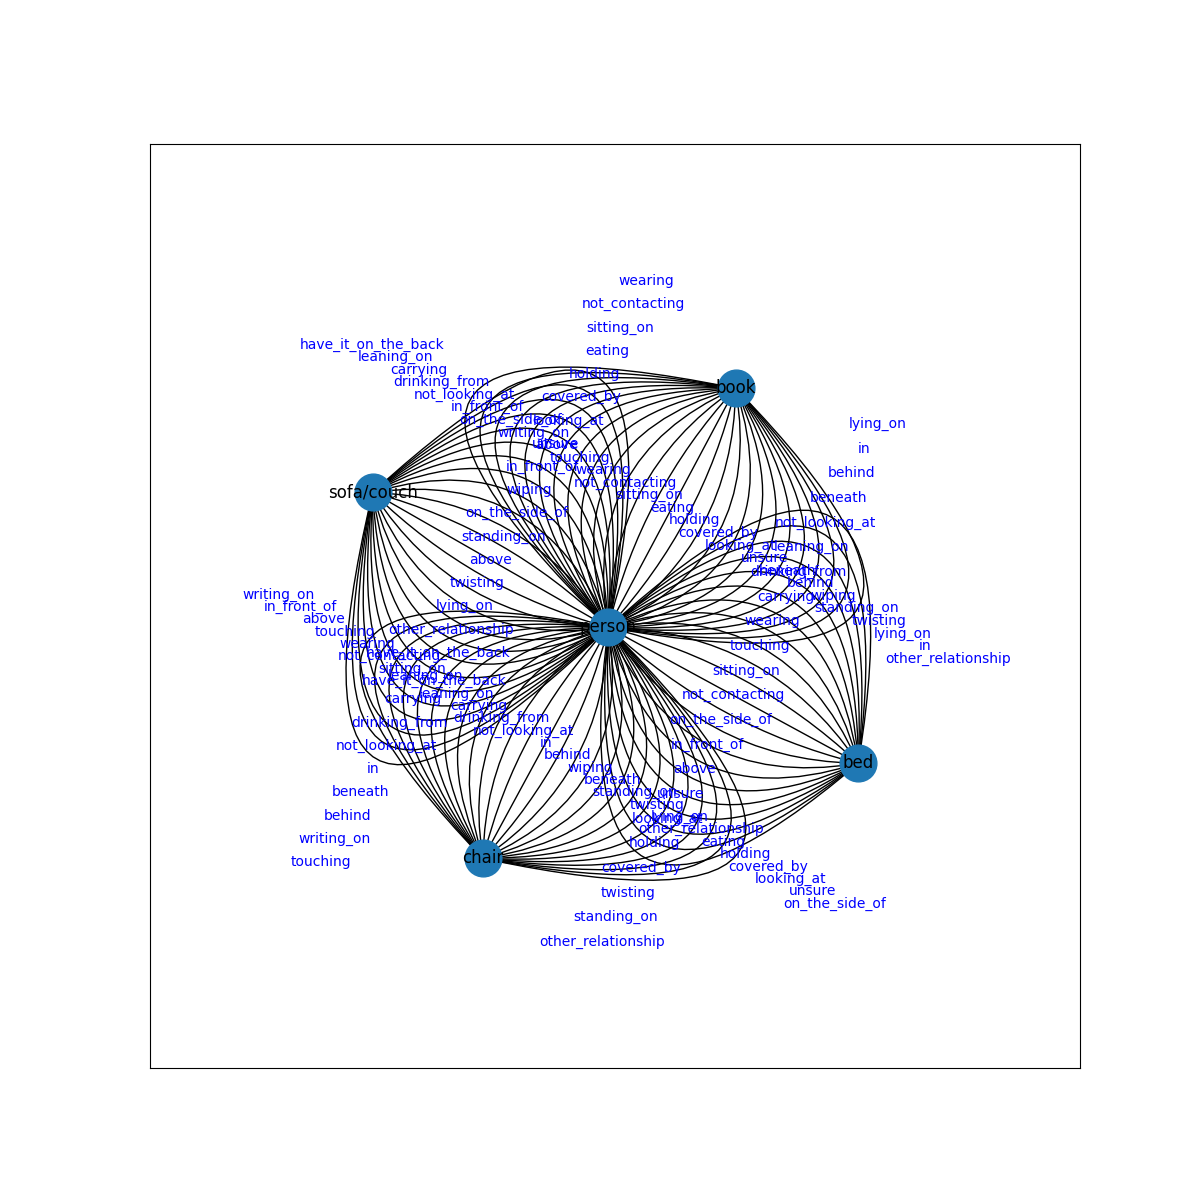 wearing
not_contacting
sitting_on
have_it_on_the_back
eating
leaning_on
carrying
holding
drinking_from
book
not_looking_at
covered_by
in_front_of
on_the_side_of
looking_at
lying_on
writing_on
unsure
above
in
touching
in_front_of
wearing
behind
not_contacting
wiping
sofa/couch
sitting_on
beneath
eating
on_the_side_of
holding
not_looking_at
covered_by
standing_on
looking_at
leaning_on
unsure
above
beneath
drinking_from
twisting
behind
writing_on
carrying
wiping
in_front_of
lying_on
standing_on
above
wearing
twisting
touching
other_relationship
person
lying_on
wearing
touching
in
not_contacting
have_it_on_the_back
other_relationship
sitting_on
sitting_on
leaning_on
have_it_on_the_back
leaning_on
not_contacting
carrying
carrying
drinking_from
on_the_side_of
drinking_from
not_looking_at
not_looking_at
in
in_front_of
behind
bed
in
wiping
above
beneath
beneath
standing_on
unsure
twisting
behind
lying_on
looking_at
other_relationship
writing_on
eating
holding
holding
chair
touching
covered_by
covered_by
looking_at
twisting
unsure
on_the_side_of
standing_on
other_relationship